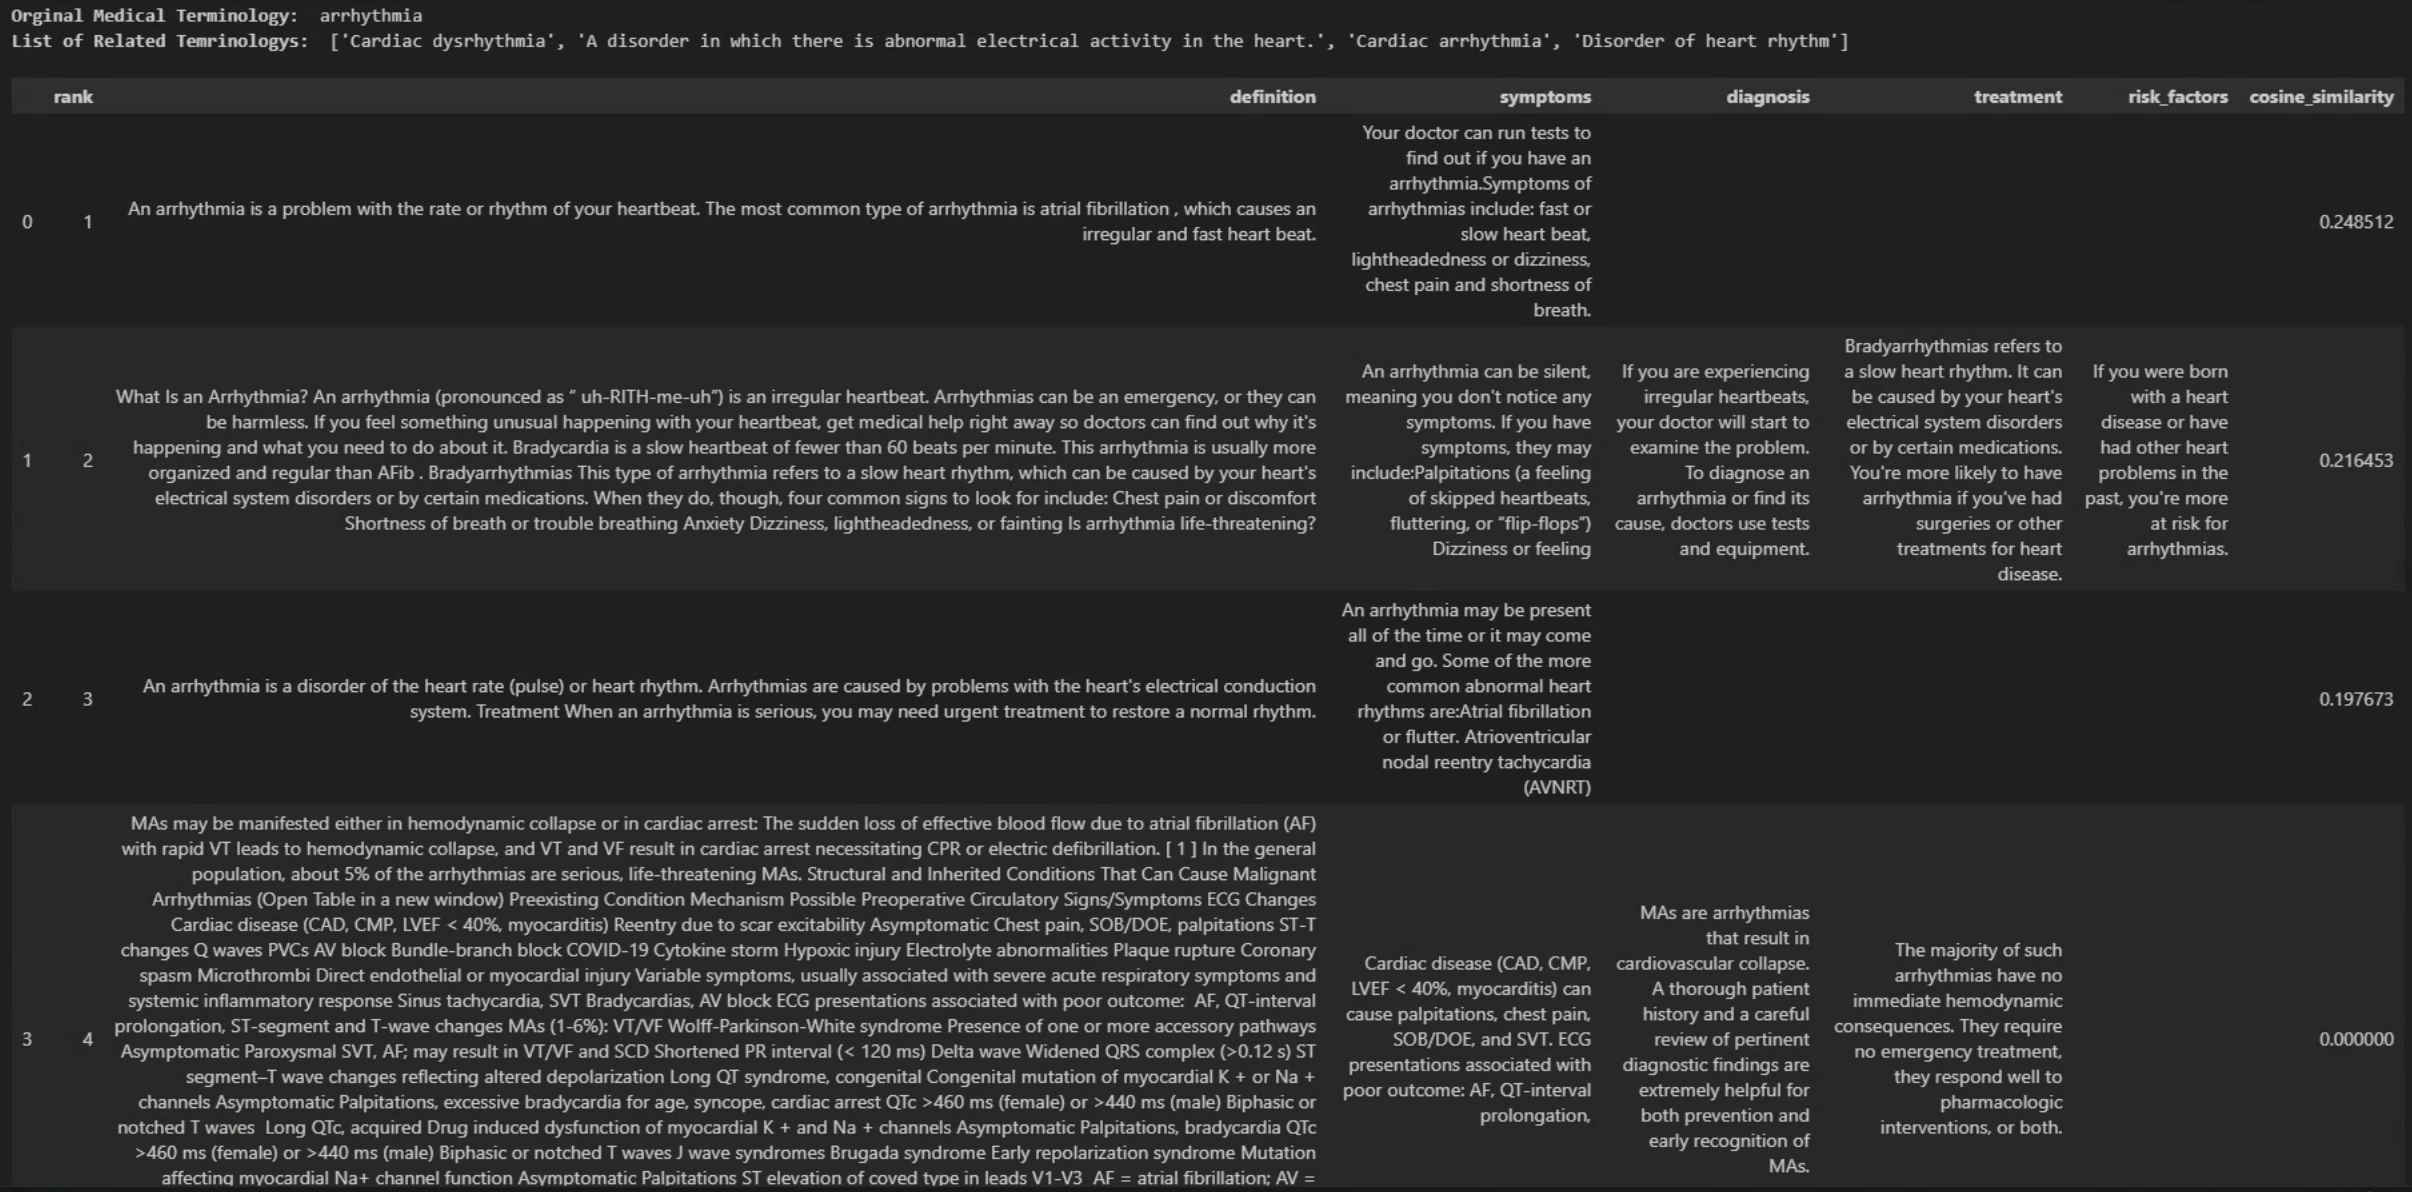 Orginal Medical Terminology:  arrhythmia
List of Related Temrinologys:  ['Cardiac dysrhythmia', 'A disorder in which there is abnormal electrical activity in the heart.', 'Cardiac arrhythmia', 'Disorder of heart rhythm']
rank definition symptoms diagnosis treatment risk_factors cosine_similarity
0 1
An arrhythmia is a problem with the rate or rhythm of your heartbeat. The most common type of arrhythmia is atrial fibrillation , which causes an
irregular and fast heart beat.
Your doctor can run tests to
find out if you have an
arrhythmia.Symptoms of
arrhythmias include: fast or
slow heart beat,
lightheadedness or dizziness,
chest pain and shortness of
breath.
0.248512
1 2
What Is an Arrhythmia? An arrhythmia (pronounced as “ uh-RITH-me-uh”) is an irregular heartbeat. Arrhythmias can be an emergency, or they can
be harmless. If you feel something unusual happening with your heartbeat, get medical help right away so doctors can find out why it's
happening and what you need to do about it. Bradycardia is a slow heartbeat of fewer than 60 beats per minute. This arrhythmia is usually more
organized and regular than AFib . Bradyarrhythmias This type of arrhythmia refers to a slow heart rhythm, which can be caused by your heart's
electrical system disorders or by certain medications. When they do, though, four common signs to look for include: Chest pain or discomfort
Shortness of breath or trouble breathing Anxiety Dizziness, lightheadedness, or fainting Is arrhythmia life-threatening?
An arrhythmia can be silent,
meaning you don't notice any
symptoms. If you have
symptoms, they may
include:Palpitations (a feeling
of skipped heartbeats,
fluttering, or “flip-flops”)
Dizziness or feeling
If you are experiencing
irregular heartbeats,
your doctor will start to
examine the problem.
To diagnose an
arrhythmia or find its
cause, doctors use tests
and equipment.
Bradyarrhythmias refers to
a slow heart rhythm. It can
be caused by your heart's
electrical system disorders
or by certain medications.
You're more likely to have
arrhythmia if you've had
surgeries or other
treatments for heart
disease.
If you were born
with a heart
disease or have
had other heart
problems in the
past, you're more
at risk for
arrhythmias.
0.216453
2 3
An arrhythmia is a disorder of the heart rate (pulse) or heart rhythm. Arrhythmias are caused by problems with the heart's electrical conduction
system. Treatment When an arrhythmia is serious, you may need urgent treatment to restore a normal rhythm.
An arrhythmia may be present
all of the time or it may come
and go. Some of the more
common abnormal heart
rhythms are:Atrial fibrillation
or flutter. Atrioventricular
nodal reentry tachycardia
(AVNRT)
0.197673
3 4
MAs may be manifested either in hemodynamic collapse or in cardiac arrest: The sudden loss of effective blood flow due to atrial fibrillation (AF)
with rapid VT leads to hemodynamic collapse, and VT and VF result in cardiac arrest necessitating CPR or electric defibrillation. [ 1 ] In the general
population, about 5% of the arrhythmias are serious, life-threatening MAs. Structural and Inherited Conditions That Can Cause Malignant
Arrhythmias (Open Table in a new window) Preexisting Condition Mechanism Possible Preoperative Circulatory Signs/Symptoms ECG Changes
Cardiac disease (CAD, CMP, LVEF < 40%, myocarditis) Reentry due to scar excitability Asymptomatic Chest pain, SOB/DOE, palpitations ST-T
changes Q waves PVCs AV block Bundle-branch block COVID-19 Cytokine storm Hypoxic injury Electrolyte abnormalities Plaque rupture Coronary
spasm Microthrombi Direct endothelial or myocardial injury Variable symptoms, usually associated with severe acute respiratory symptoms and
systemic inflammatory response Sinus tachycardia, SVT Bradycardias, AV block ECG presentations associated with poor outcome:  AF, QT-interval
prolongation, ST-segment and T-wave changes MAs (1-6%): VT/VF Wolff-Parkinson-White syndrome Presence of one or more accessory pathways
Asymptomatic Paroxysmal SVT, AF; may result in VT/VF and SCD Shortened PR interval (< 120 ms) Delta wave Widened QRS complex (>0.12 s) ST
segment–T wave changes reflecting altered depolarization Long QT syndrome, congenital Congenital mutation of myocardial K + or Na +
channels Asymptomatic Palpitations, excessive bradycardia for age, syncope, cardiac arrest QTc >460 ms (female) or >440 ms (male) Biphasic or
notched T waves  Long QTc, acquired Drug induced dysfunction of myocardial K + and Na + channels Asymptomatic Palpitations, bradycardia QTc
>460 ms (female) or >440 ms (male) Biphasic or notched T waves J wave syndromes Brugada syndrome Early repolarization syndrome Mutation
affecting myocardial Na+ channel function Asymptomatic Palpitations ST elevation of coved type in leads V1-V3  AF = atrial fibrillation; AV =
Cardiac disease (CAD, CMP,
LVEF < 40%, myocarditis) can
cause palpitations, chest pain,
SOB/DOE, and SVT. ECG
presentations associated with
poor outcome: AF, QT-interval
prolongation,
MAs are arrhythmias
that result in
cardiovascular collapse.
A thorough patient
history and a careful
review of pertinent
diagnostic findings are
extremely helpful for
both prevention and
early recognition of
MAs.
The majority of such
arrhythmias have no
immediate hemodynamic
consequences. They require
no emergency treatment,
they respond well to
pharmacologic
interventions, or both.
0.000000